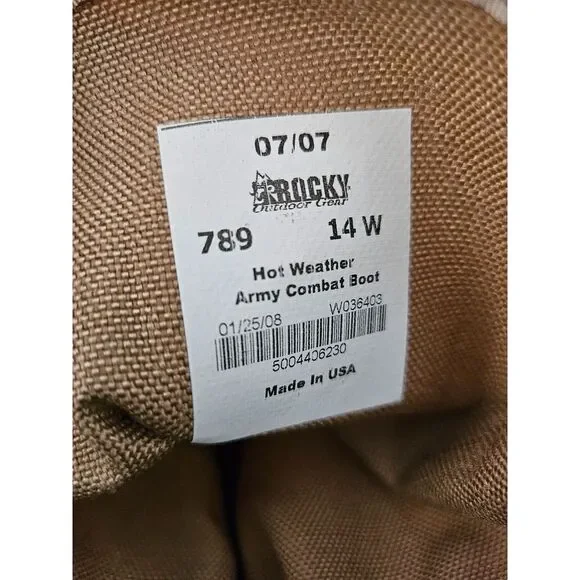 07/07
ROCKY
Outdoor Gear
789 14 W
Hot Weather
Army Combat Boot
01/25/08 W036403
5004406230
Made In USA